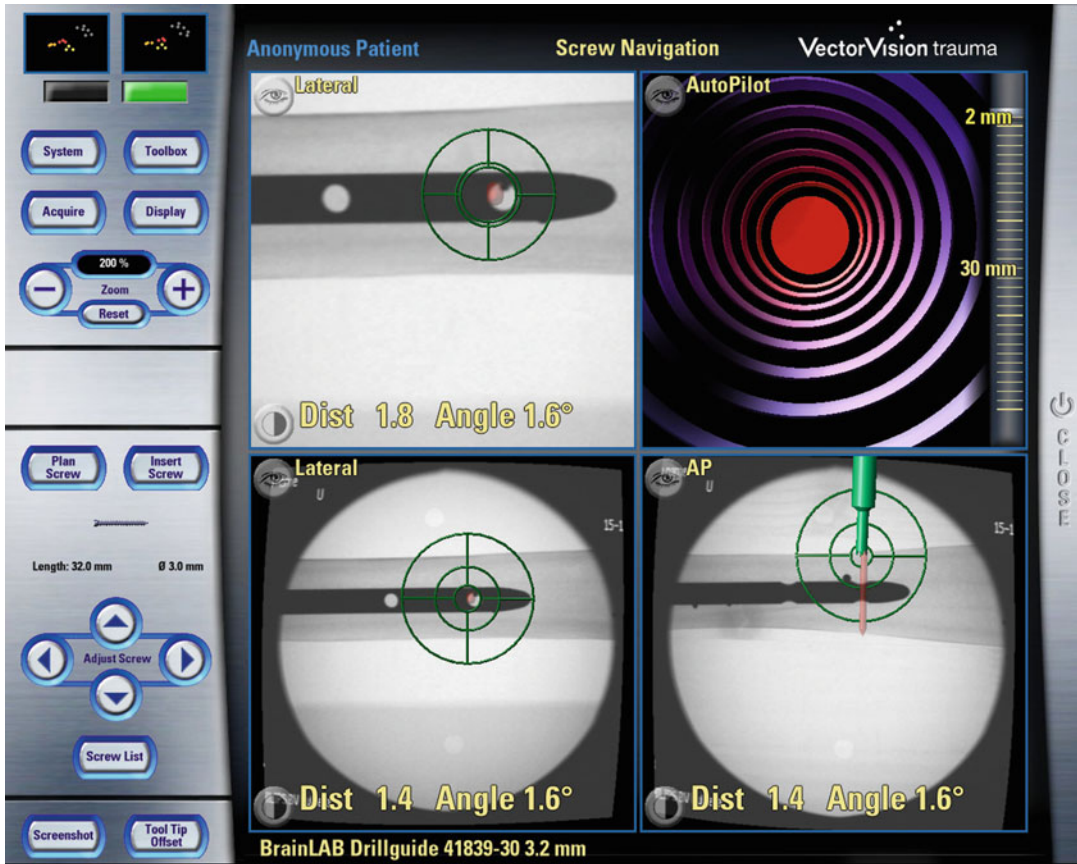 Anonymous Patient
Screw Navigation
VectorVision trauma
System
Toolbox
Acquire
Display
200 %
Zoom
Reset
Plan
Screw
Insert
Screw
Length: 32.0 mm
Ø 3.0 mm
Adjust Screw
Screw List
Screenshot
Tool Tip
Offset
Lateral
Dist 1.8 Angle 1.6°
AutoPilot
2 mm
30 mm
Lateral
U
15-1
Dist 1.4 Angle 1.6°
AP
U
15-1
Dist 1.4 Angle 1.6°
BrainLAB Drillguide 41839-30 3.2 mm
CLOSE